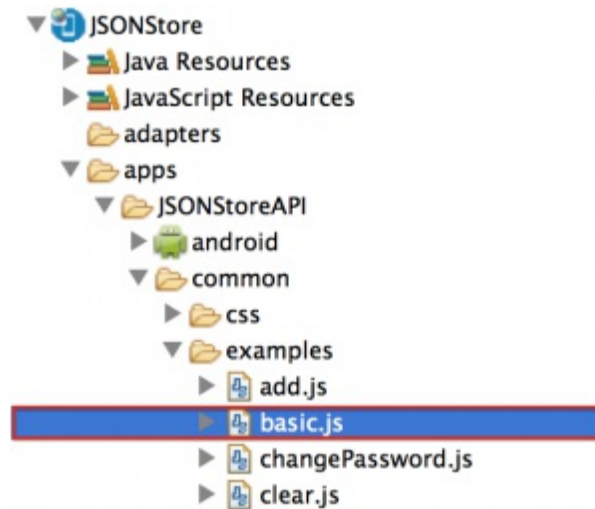 JSONStore
Java Resources
JavaScript Resources
adapters
apps
JSONStoreAPI
android
common
css
examples
add.js
basic.js
changePassword.js
clear.js